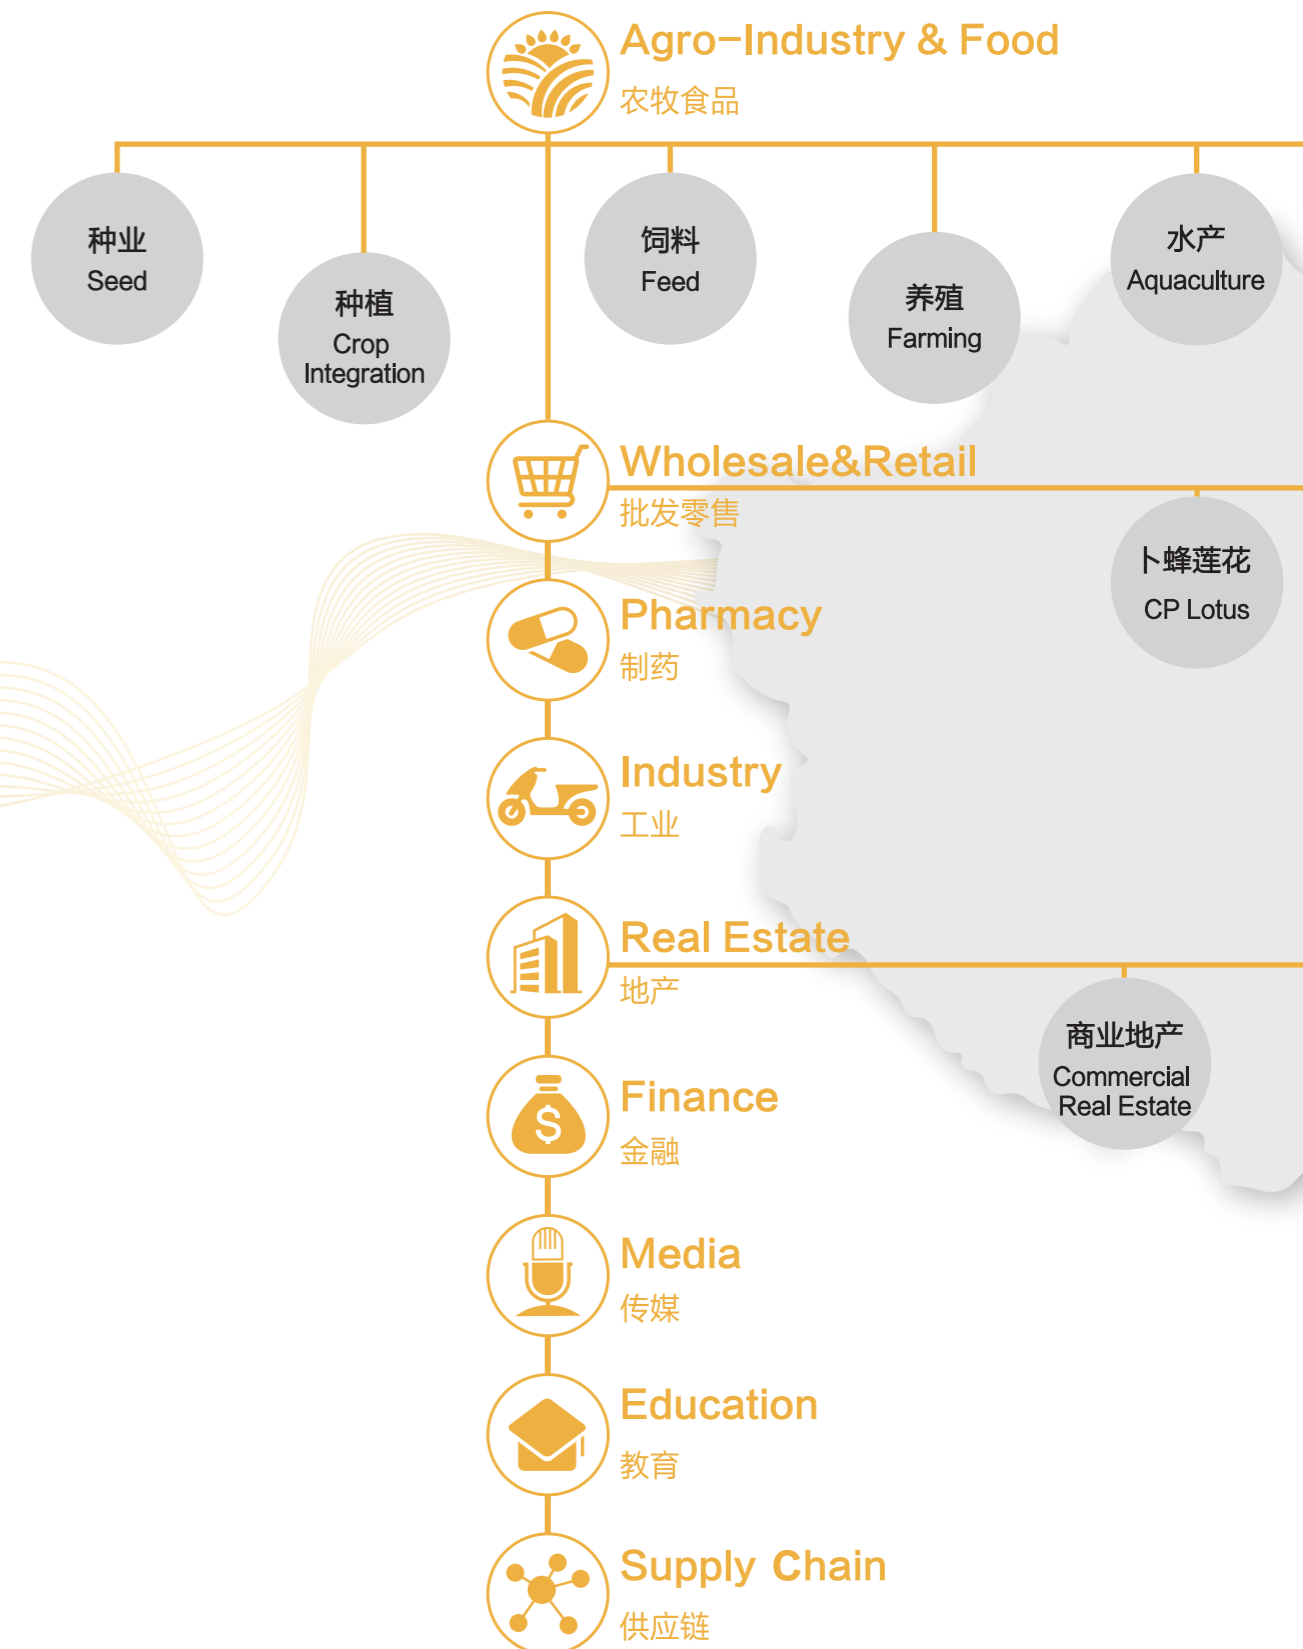 Agro-Industry & Food
农牧食品
种业
Seed
种植
Crop
Integration
饲料
Feed
养殖
Farming
水产
Aquaculture
Wholesale&Retail
批发零售
卜蜂莲花
CP Lotus
Pharmacy
制药
Industry
工业
Real Estate
地产
商业地产
Commercial
Real Estate
Finance
金融
$
Media
传媒
Education
教育
Supply Chain
供应链